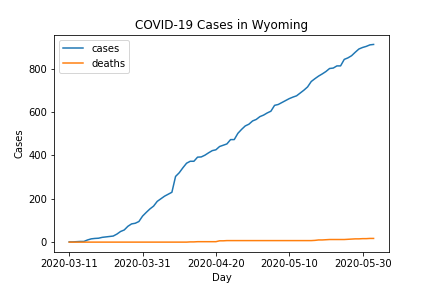 COVID-19 Cases in Wyoming
cases
deaths
800
600
400
200
0
Cases
2020-03-11 2020-03-31 2020-04-20 2020-05-10 2020-05-30
Day